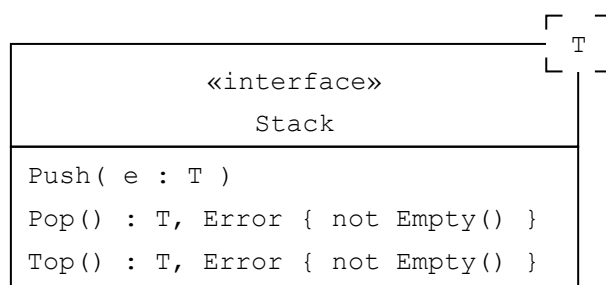 T
«interface»
Stack
Push( e : T )
Pop() : T, Error { not Empty() }
Top() : T, Error { not Empty() }